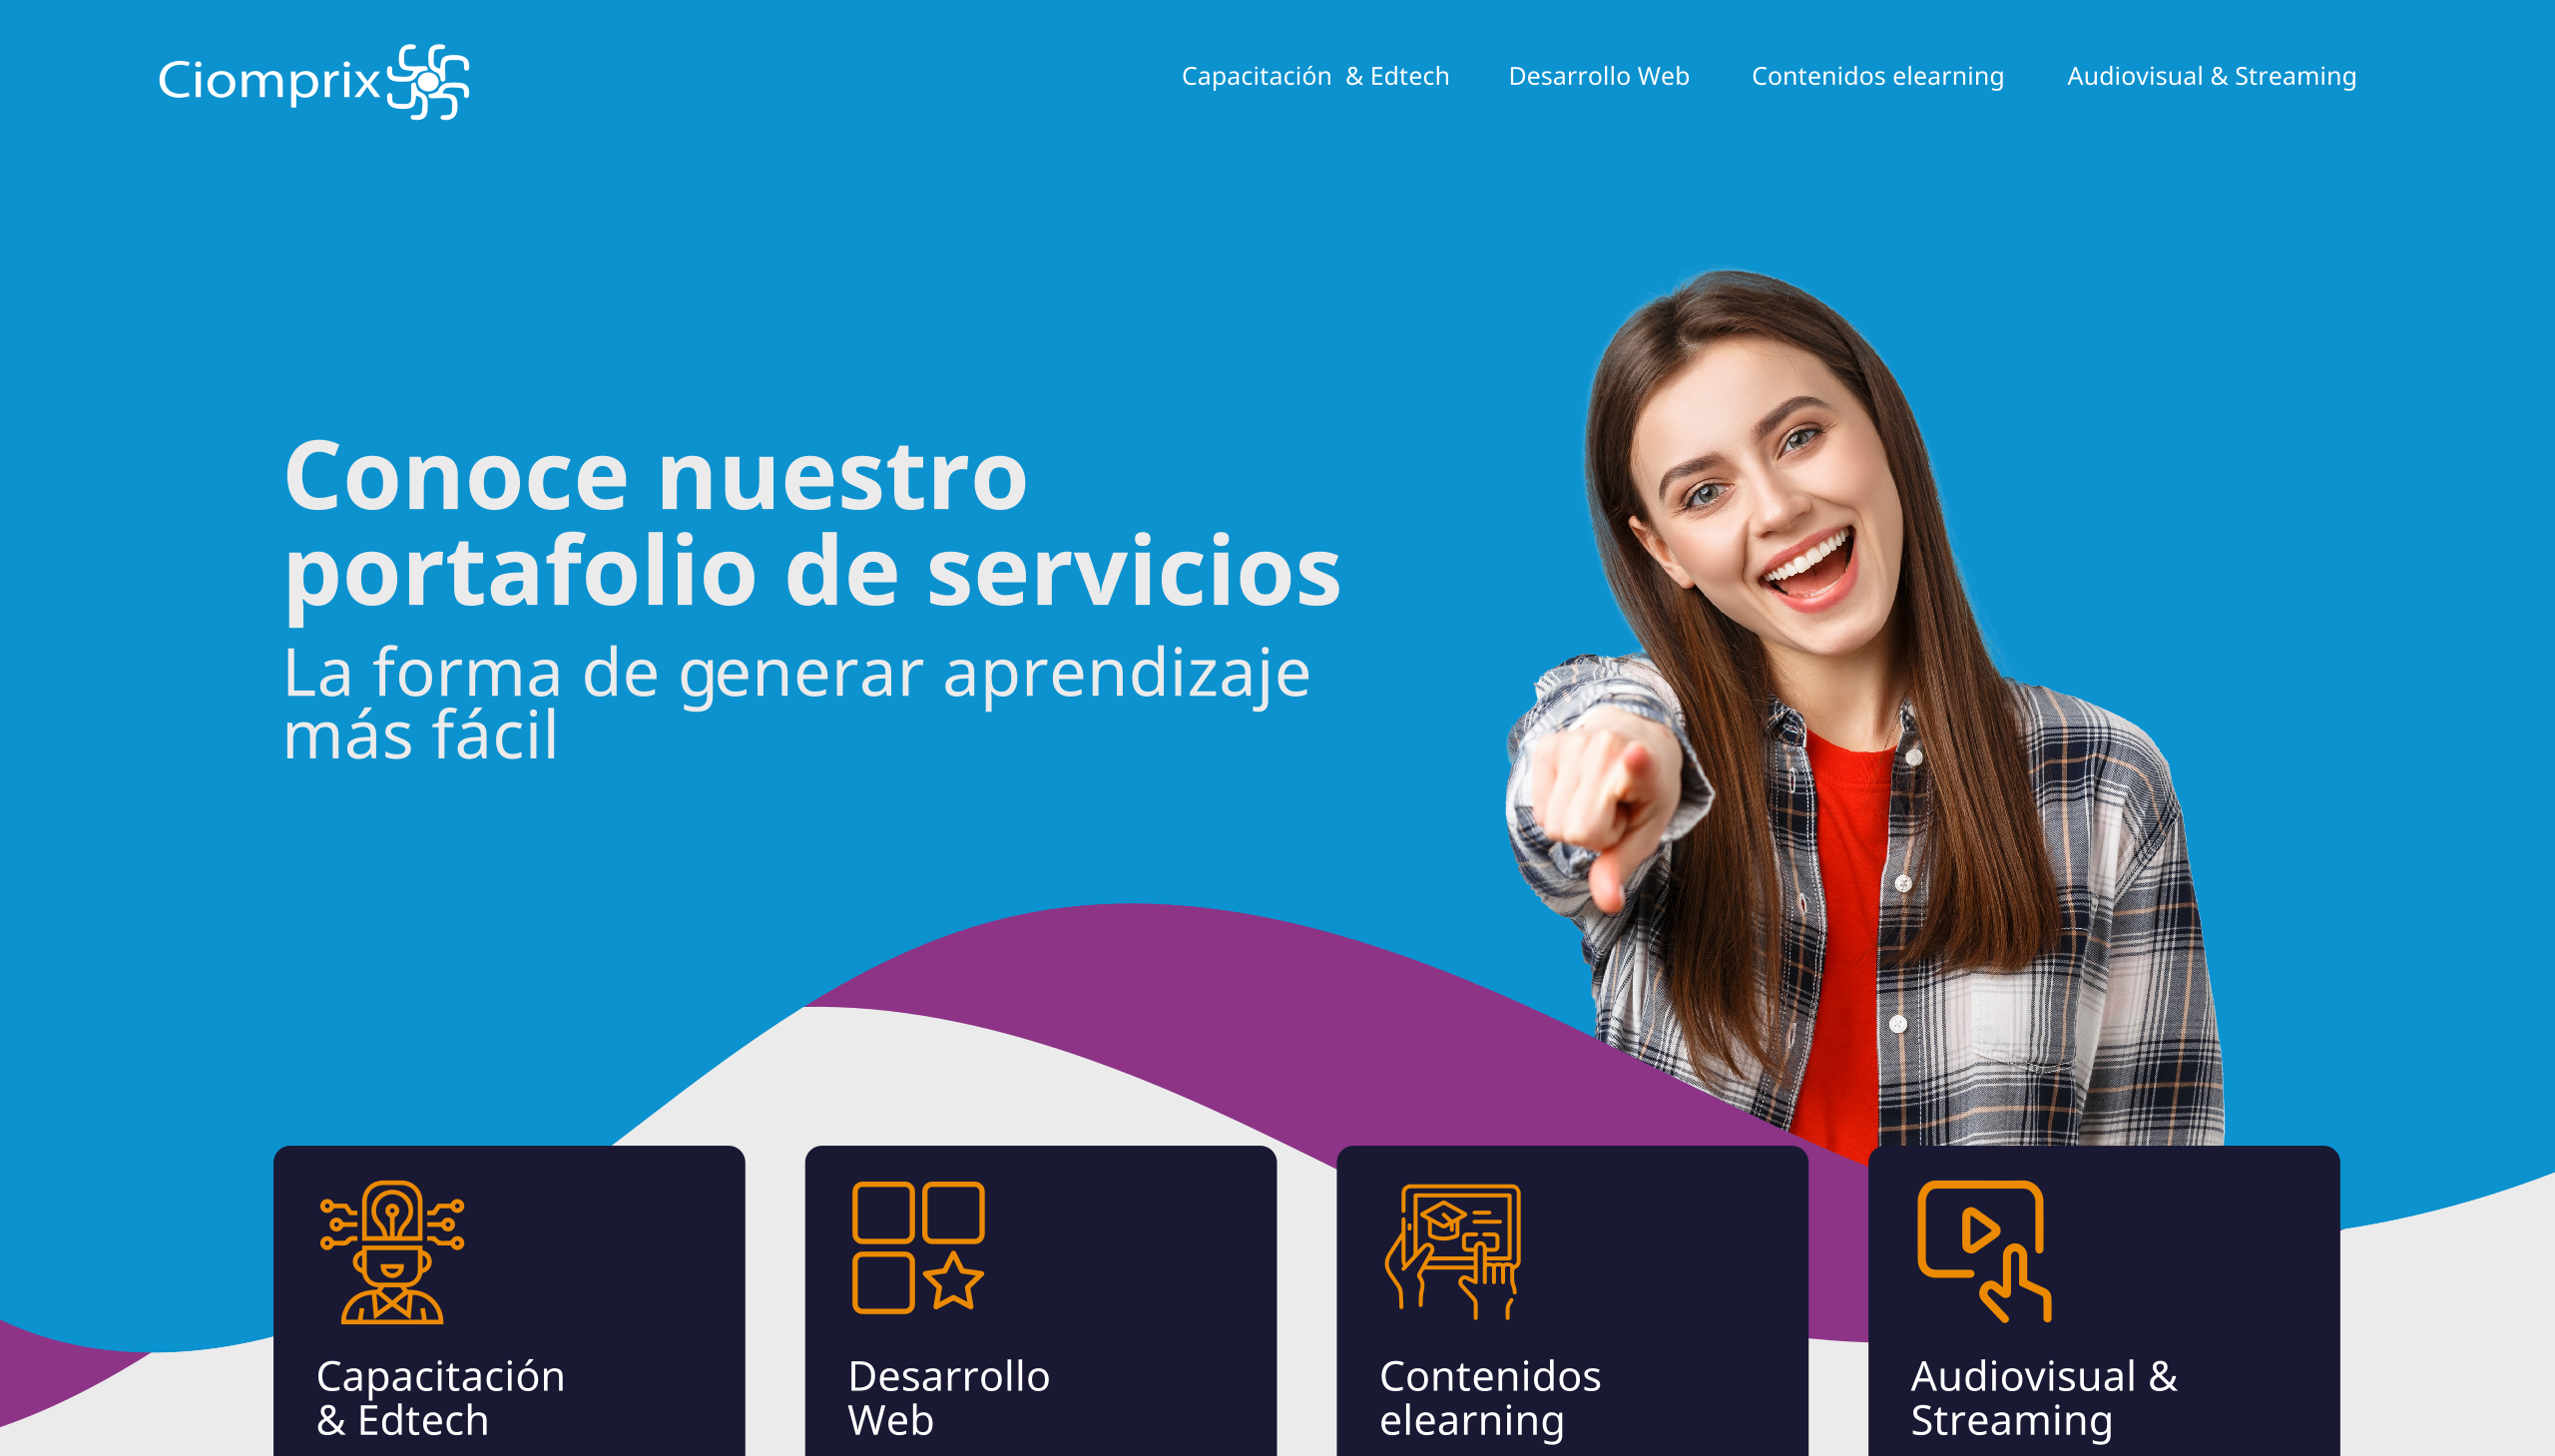 Ciomprix
Capacitación & Edtech
Desarrollo Web
Contenidos elearning
Audiovisual & Streaming
Conoce nuestro
portafolio de servicios
La forma de generar aprendizaje
más fácil
Capacitación
& Edtech
Desarrollo
Web
Contenidos
elearning
Audiovisual &
Streaming